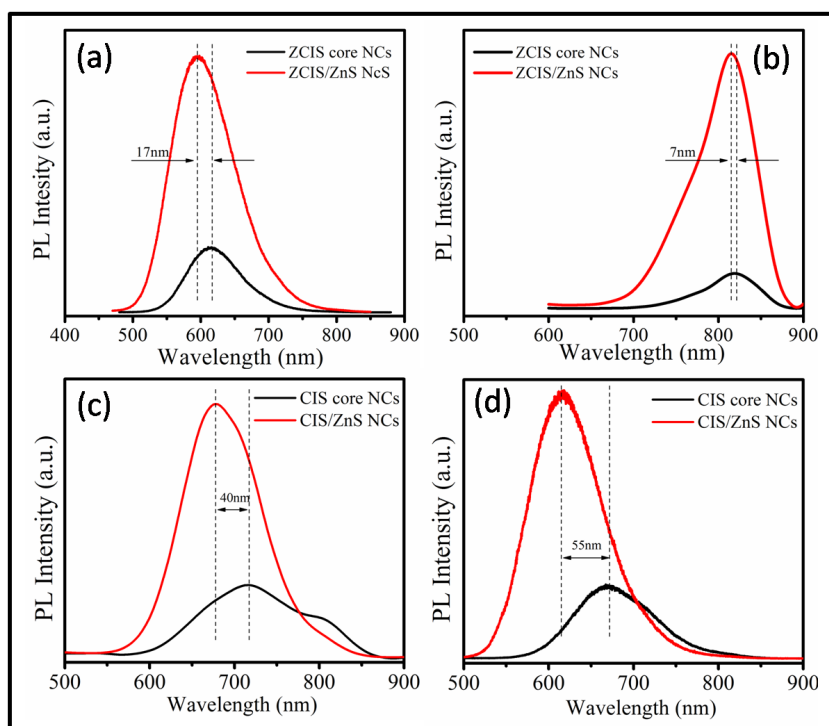 (a)
ZCIS core NCs
ZCIS/ZnS NcS
17nm
PL Intesity (a.u.)
400 500 600 700 800 900
Wavelength (nm)
(b)
ZCIS core NCs
ZCIS/ZnS NCs
7nm
PL Intesity (a.u.)
500 600 700 800 900
Wavelength (nm)
(c)
CIS core NCs
CIS/ZnS NCs
40nm
PL Intensity (a.u.)
500 600 700 800 900
Wavelength (nm)
(d)
CIS core NCs
CIS/ZnS NCs
55nm
PL Intensity (a.u.)
500 600 700 800 900
Wavelength (nm)